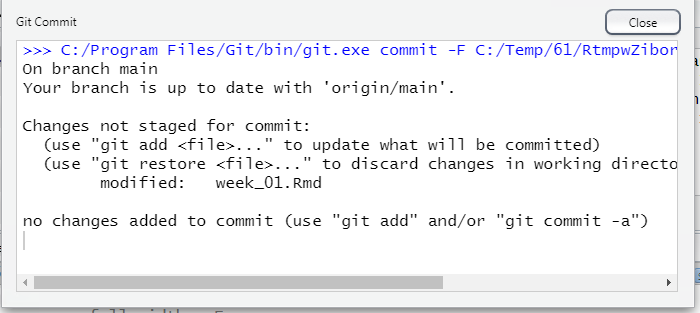 Git Commit
Close
>>> C:/Program Files/Git/bin/git.exe commit -F C:/Temp/61/RtmpwZibor
On branch main
Your branch is up to date with 'origin/main'.
Changes not staged for commit:
(use "git add <file>..." to update what will be committed)
(use "git restore <file>..." to discard changes in working directo
modified: week_01.Rmd
no changes added to commit (use "git add" and/or "git commit -a")